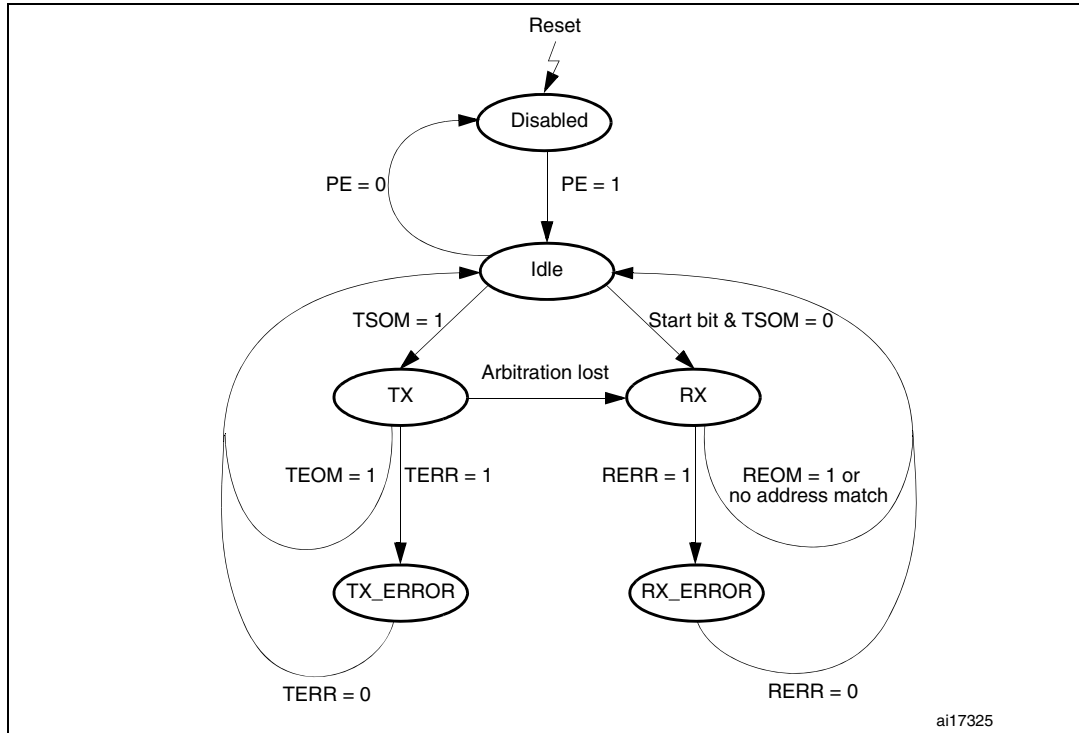 Reset
Disabled
PE = 0
PE = 1
Idle
TSOM = 1
Start bit & TSOM = 0
Arbitration lost
TX
RX
TEOM = 1
TERR = 1
RERR = 1
REOM = 1 or
no address match
TX_ERROR
RX_ERROR
TERR = 0
RERR = 0
ai17325